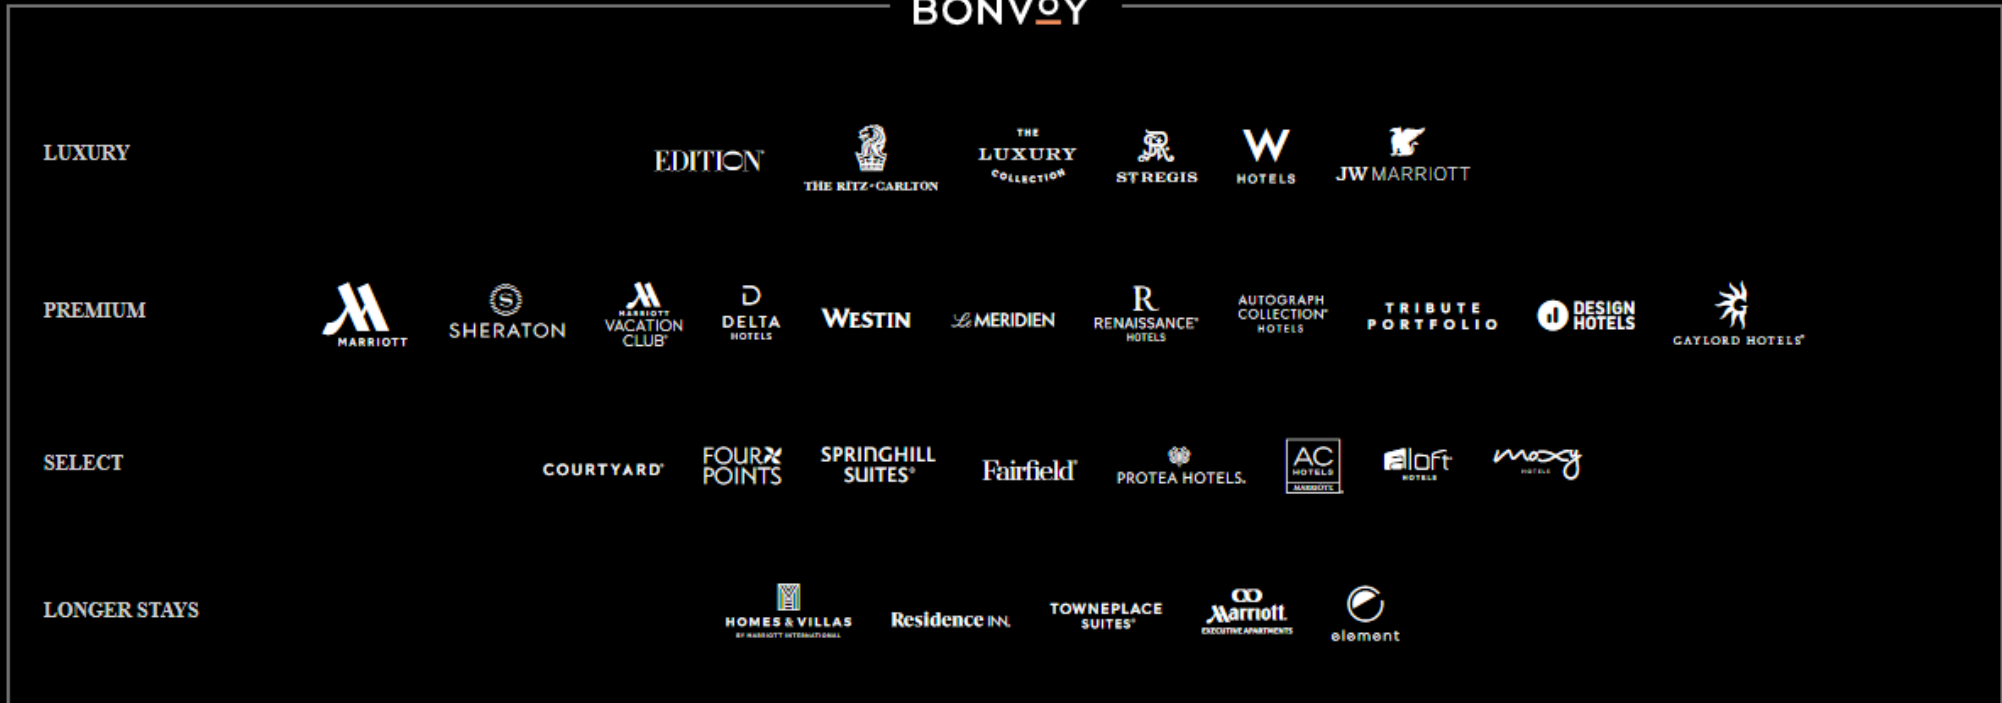 BONVOY
LUXURY
EDITION®
THE RITZ-CARLTON
THE
LUXURY
COLLECTION
ST REGIS
W
HOTELS
JW MARRIOTT
PREMIUM
MARRIOTT
S
SHERATON
MARRIOTT
VACATION
CLUB®
D
DELTA
HOTELS
WESTIN
Le MERIDIEN
R
RENAISSANCE®
HOTELS
AUTOGRAPH
COLLECTION®
HOTELS
TRIBUTE
PORTFOLIO
DESIGN
HOTELS
G
GAYLORD HOTELS®
SELECT
COURTYARD®
FOUR
POINTS
SPRINGHILL
SUITES®
Fairfield®
PROTEA HOTELS.
AC
HOTELS
MARRIOTT
aloft
HOTELS
moxy
HOTELS
LONGER STAYS
HOMES & VILLAS
BY MARRIOTT INTERNATIONAL
Residence INN.
TOWNEPLACE
SUITES®
Marriott.
EXECUTIVE APARTMENTS
element